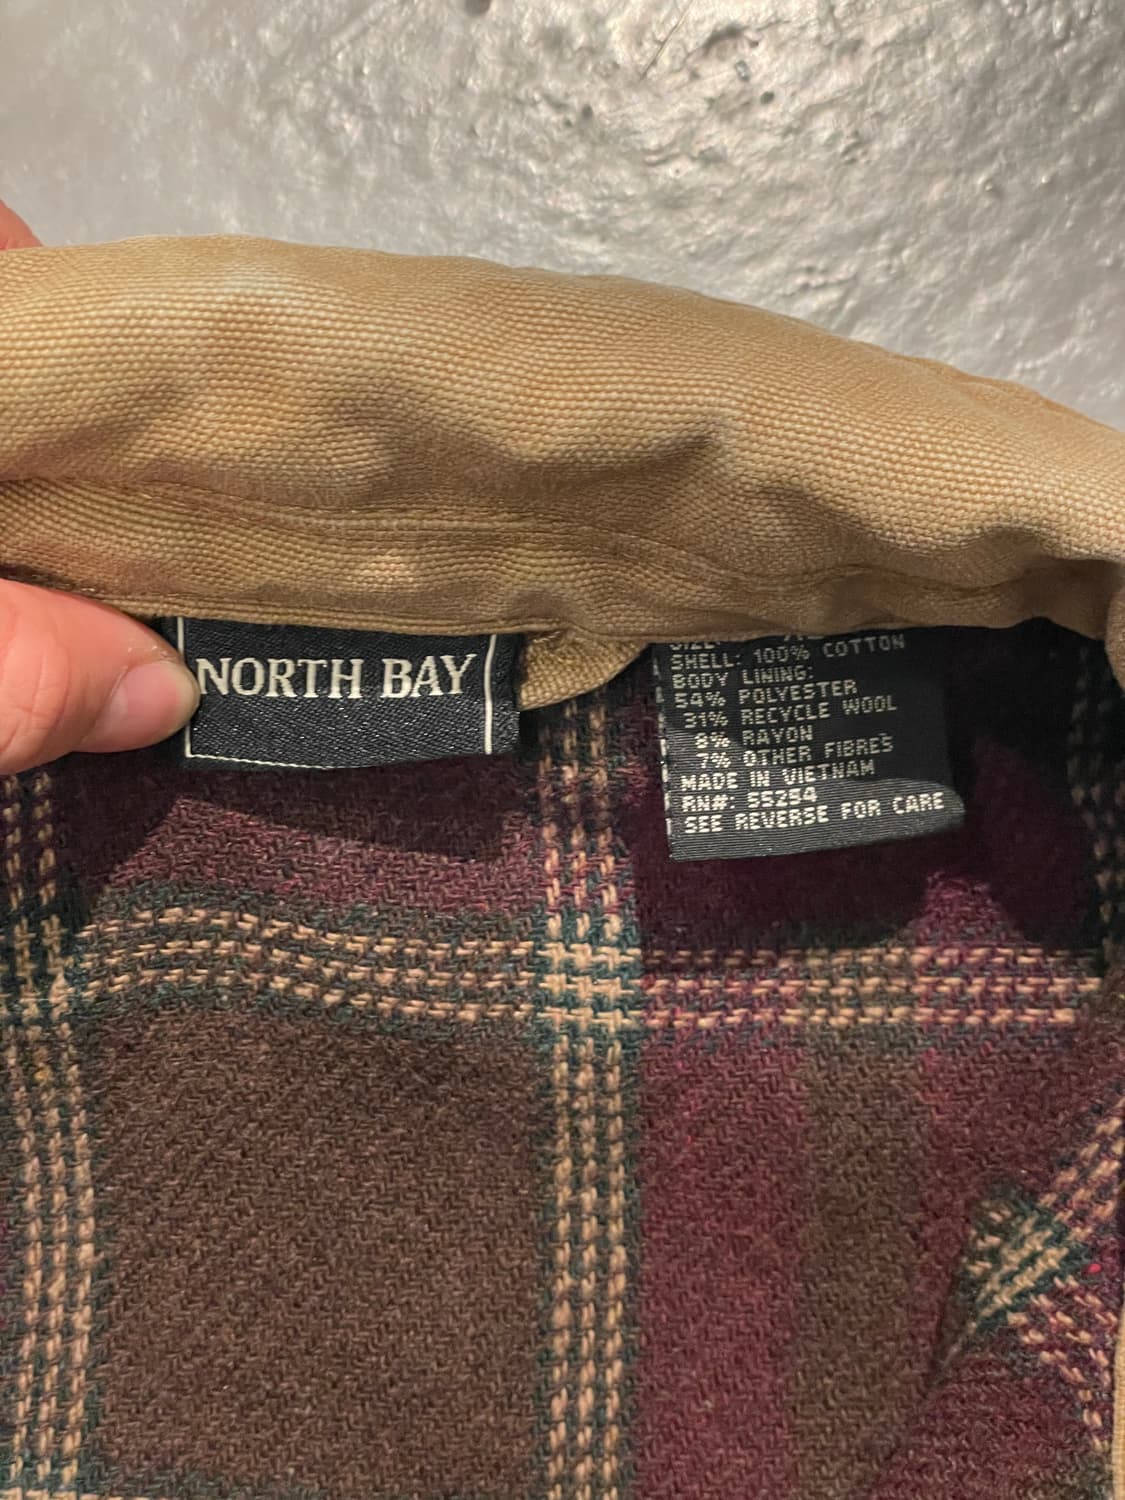 NORTH BAY
SHELL: 100% COTTON
BODY LINING:
54% POLYESTER
31% RECYCLE WOOL
8% RAYON
7% OTHER FIBRES
MADE IN VIETNAM
RN#: 55254
SEE REVERSE FOR CARE